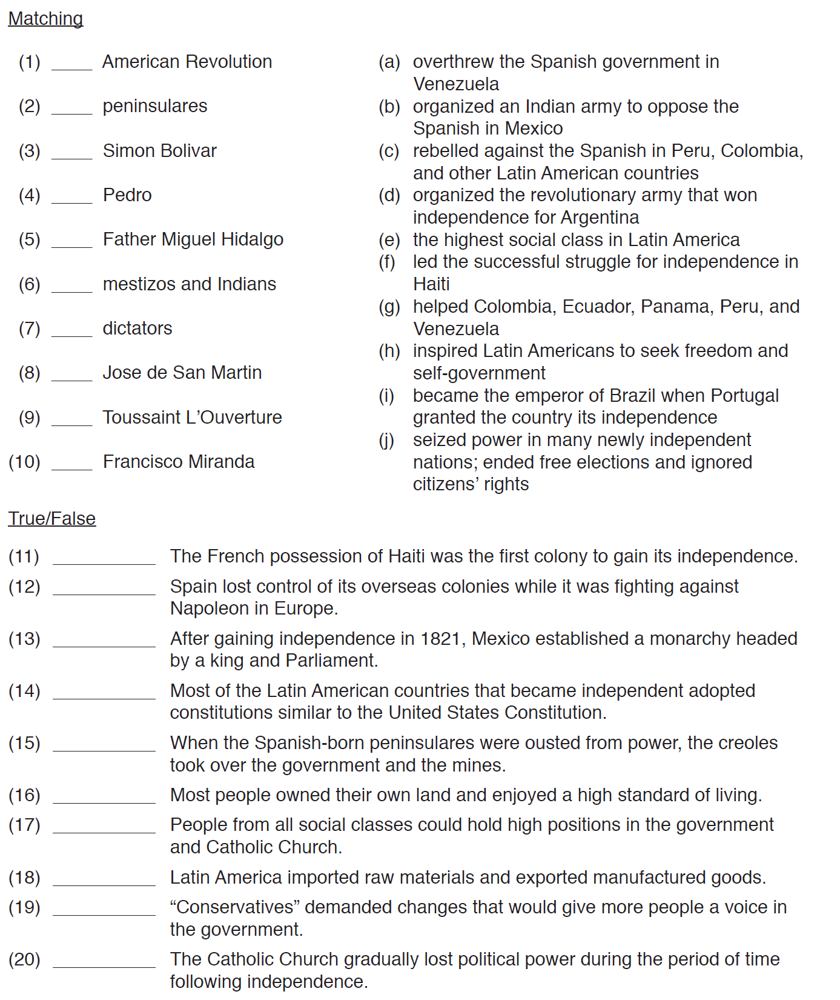 Matching
(1) ____ American Revolution
(2) ____ peninsulares
(3) ____ Simon Bolivar
(4) ____ Pedro
(5) ____ Father Miguel Hidalgo
(6) ____ mestizos and Indians
(7) ____ dictators
(8) ____ Jose de San Martin
(9) ____ Toussaint L’Ouverture
(10) ____ Francisco Miranda
(a) overthrew the Spanish government in
Venezuela
(b) organized an Indian army to oppose the
Spanish in Mexico
(c) rebelled against the Spanish in Peru, Colombia,
and other Latin American countries
(d) organized the revolutionary army that won
independence for Argentina
(e) the highest social class in Latin America
(f) led the successful struggle for independence in
Haiti
(g) helped Colombia, Ecuador, Panama, Peru, and
Venezuela
(h) inspired Latin Americans to seek freedom and
self-government
(i) became the emperor of Brazil when Portugal
granted the country its independence
(j) seized power in many newly independent
nations; ended free elections and ignored
citizens’ rights
True/False
(11) __________ The French possession of Haiti was the first colony to gain its independence.
(12) __________ Spain lost control of its overseas colonies while it was fighting against
Napoleon in Europe.
(13) __________ After gaining independence in 1821, Mexico established a monarchy headed
by a king and Parliament.
(14) __________ Most of the Latin American countries that became independent adopted
constitutions similar to the United States Constitution.
(15) __________ When the Spanish-born peninsulares were ousted from power, the creoles
took over the government and the mines.
(16) __________ Most people owned their own land and enjoyed a high standard of living.
(17) __________ People from all social classes could hold high positions in the government
and Catholic Church.
(18) __________ Latin America imported raw materials and exported manufactured goods.
(19) __________ “Conservatives” demanded changes that would give more people a voice in
the government.
(20) __________ The Catholic Church gradually lost political power during the period of time
following independence.